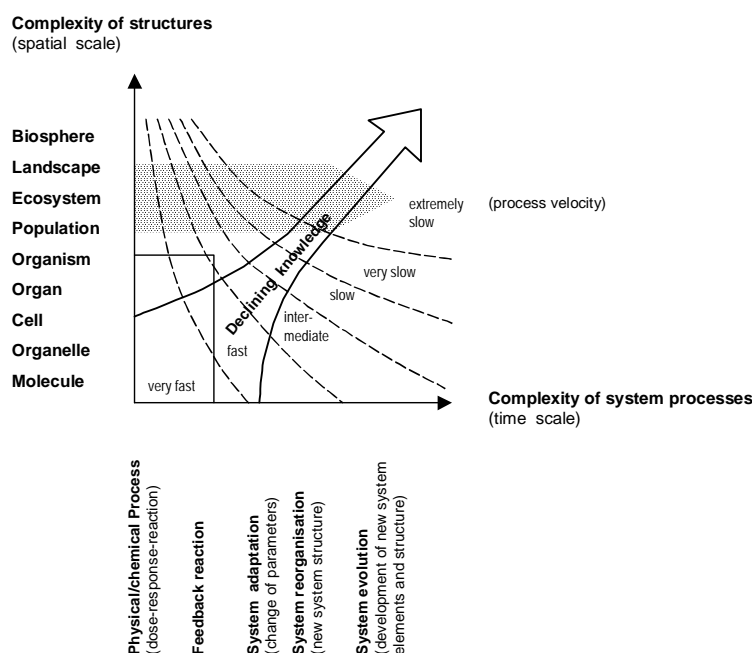 Complexity of structures
(spatial scale)
Biosphere
Landscape
Ecosystem
Population
Organism
Organ
Cell
Organelle
Molecule
extremely
slow
(process velocity)
very slow
slow
Declining knowledge
inter-
mediate
fast
very fast
Complexity of system processes
(time scale)
Physical/chemical Process
(dose-response-reaction)
Feedback reaction
System adaptation
(change of parameters)
System reorganisation
(new system structure)
System evolution
(development of new system
elements and structure)